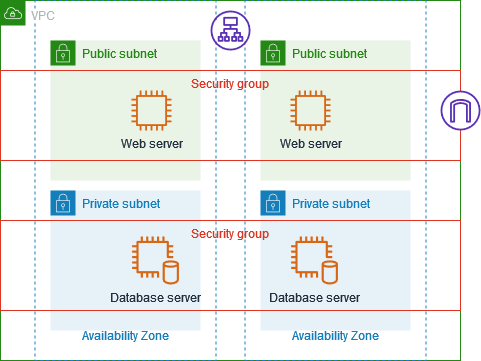 VPC
Public subnet
Public subnet
Security group
Web server
Web server
Private subnet
Private subnet
Security group
Database server
Database server
Availability Zone
Availability Zone